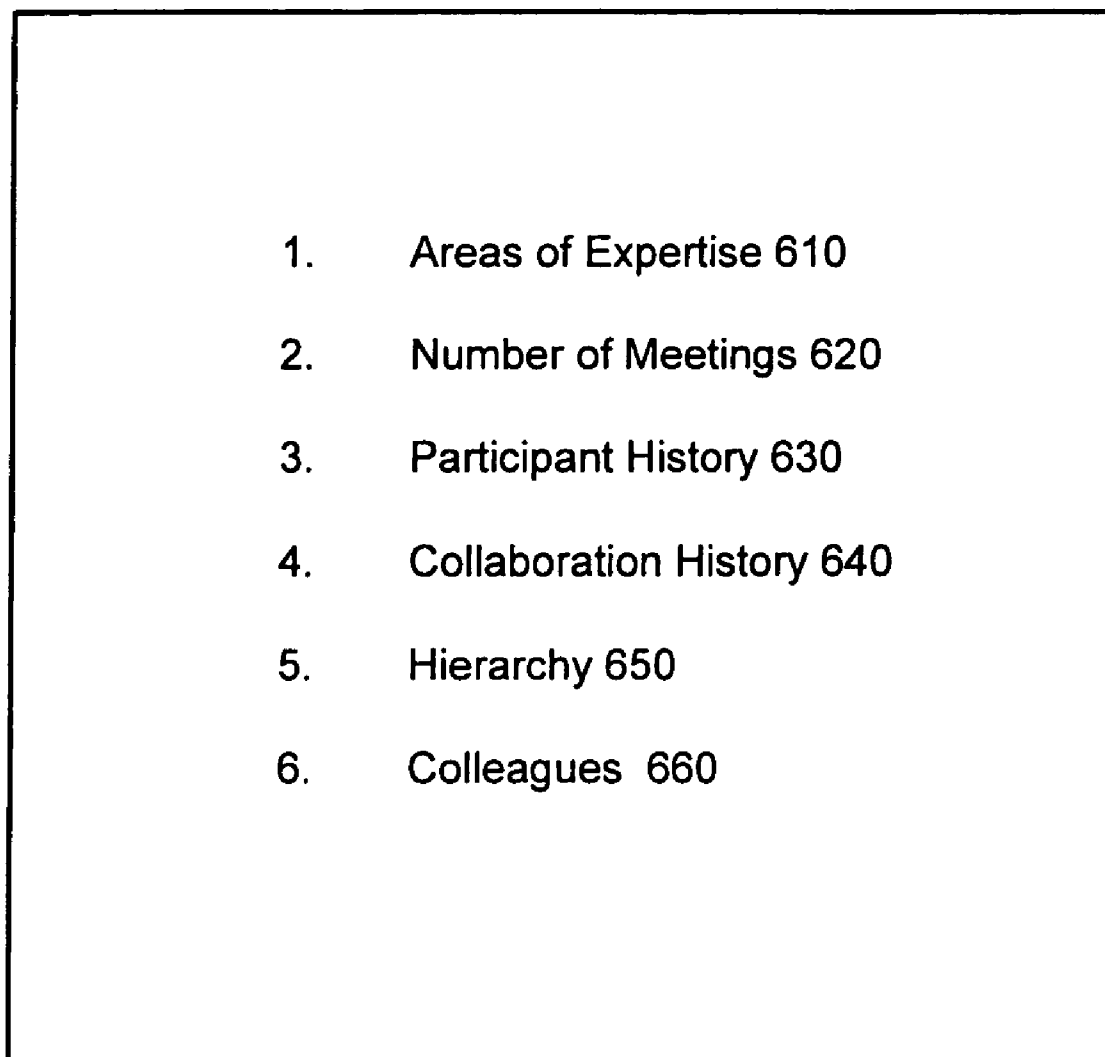 1. Areas of Expertise 610
2. Number of Meetings 620
3. Participant History 630
4. Collaboration History 640
5. Hierarchy 650
6. Colleagues 660